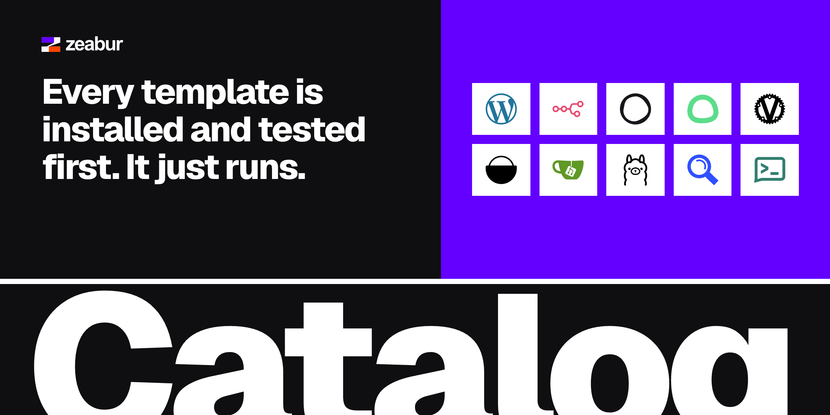 zeabur
Every template is
installed and tested
first. It just runs.
Catalog